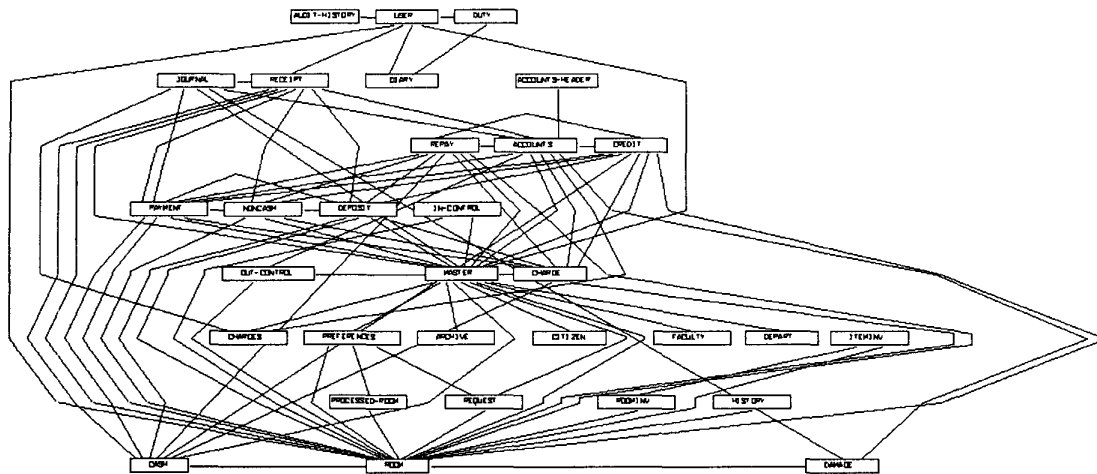 AUDIT-HISTORY
USER
DUTY
JOURNAL
RECEIPT
DIARY
ACCOUNTS-HEADER
REPAY
ACCOUNTS
CREDIT
PAYMENT
NONCASH
DEPOSIT
IN-CONTROL
OUT-CONTROL
MASTER
CHARGE
CHARGES
PREFERENCES
ARCHIVE
CITIZEN
FACULTY
DEPART
ITEMINV
PROCESSED-ROOM
REQUEST
ROOMINV
HISTORY
CASH
ROOM
DAMAGE